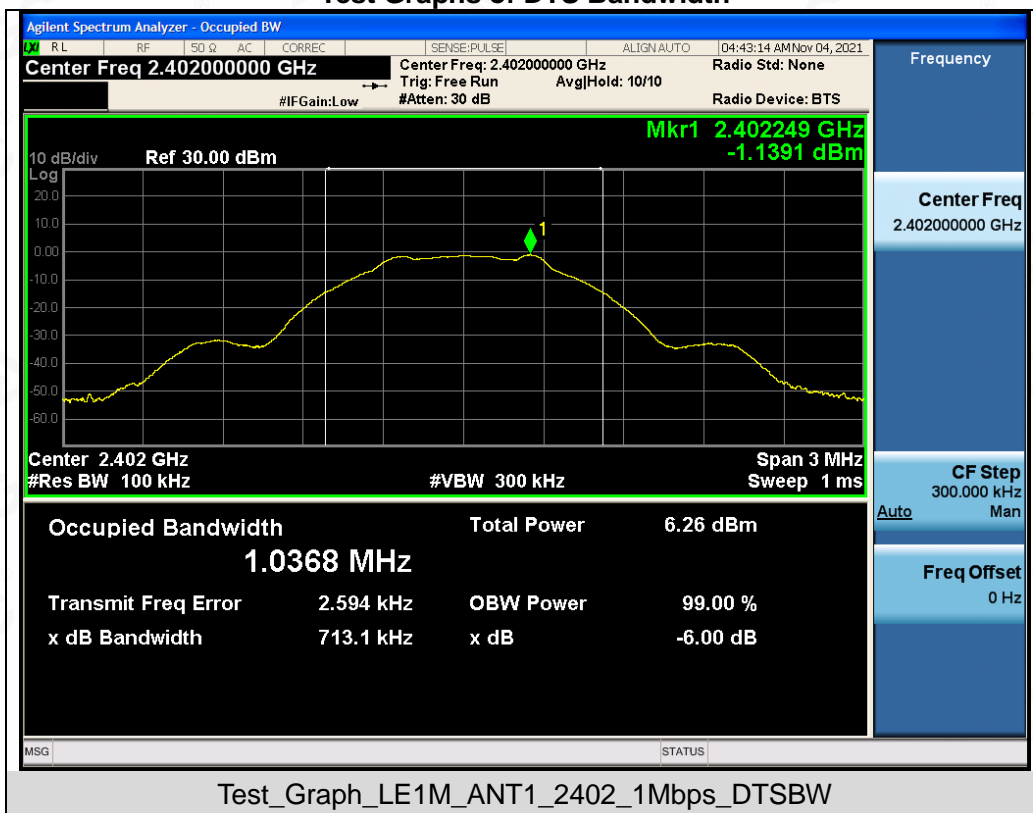 Test Graphs of DTS Bandwidth
Agilent Spectrum Analyzer - Occupied BW
LXI RL RF 50 Ω AC CORREC SENSE:PULSE ALIGN AUTO 04:43:14 AM Nov 04, 2021
Center Freq 2.402000000 GHz
Center Freq: 2.402000000 GHz
Radio Std: None
Trig: Free Run Avg|Hold: 10/10
#IFGain:Low #Atten: 30 dB Radio Device: BTS
Mkr1 2.402249 GHz
-1.1391 dBm
10 dB/div Ref 30.00 dBm
Log
20.0
10.0
0.00
-10.0
-20.0
-30.0
-40.0
-50.0
-60.0
1
Center 2.402 GHz Span 3 MHz
#Res BW 100 kHz #VBW 300 kHz Sweep 1 ms
Occupied Bandwidth Total Power 6.26 dBm
1.0368 MHz
Transmit Freq Error 2.594 kHz OBW Power 99.00 %
x dB Bandwidth 713.1 kHz x dB -6.00 dB
Frequency
Center Freq
2.402000000 GHz
CF Step
300.000 kHz
Auto Man
Freq Offset
0 Hz
MSG STATUS
Test_Graph_LE1M_ANT1_2402_1Mbps_DTSBW